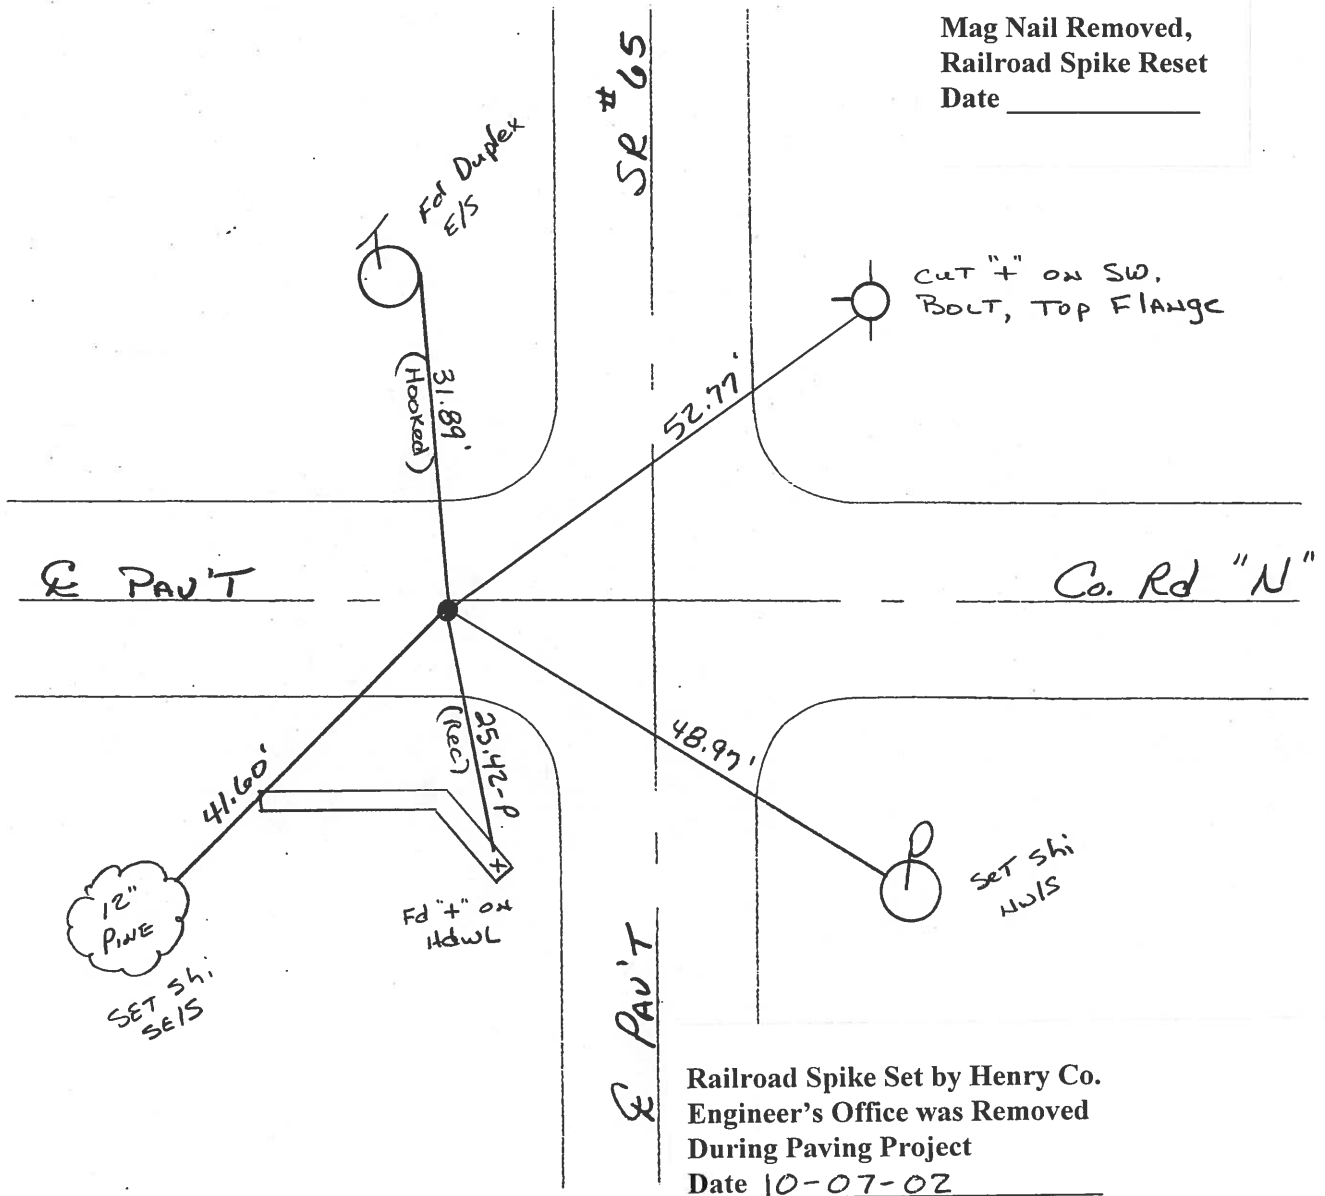 Mag Nail Removed,
Railroad Spike Reset
Date
SR # 65
Fd Duplex
E/S
CUT "+" ON SW.
BOLT, TOP FLANGE
31.89'
(Hooked)
52.77'
℄ PAV'T
Co. Rd "N"
41.60'
25.42-P
(Rec)
48.97'
12"
PINE
SET Shi
SE/S
Fd "+" ON
HdWL
SET Shi
NW/S
℄ PAV'T
Railroad Spike Set by Henry Co.
Engineer's Office was Removed
During Paving Project
Date 10-07-02